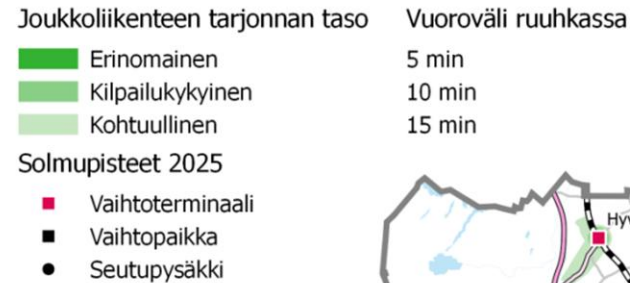 Joukkoliikenteen tarjonnan taso Vuoroväli ruuhkassa
Erinomainen 5 min
Kilpailukykyinen 10 min
Kohtuullinen 15 min
Solmupisteet 2025
Vaihtoterminaali
Vaihtopaikka
Seutupysäkki